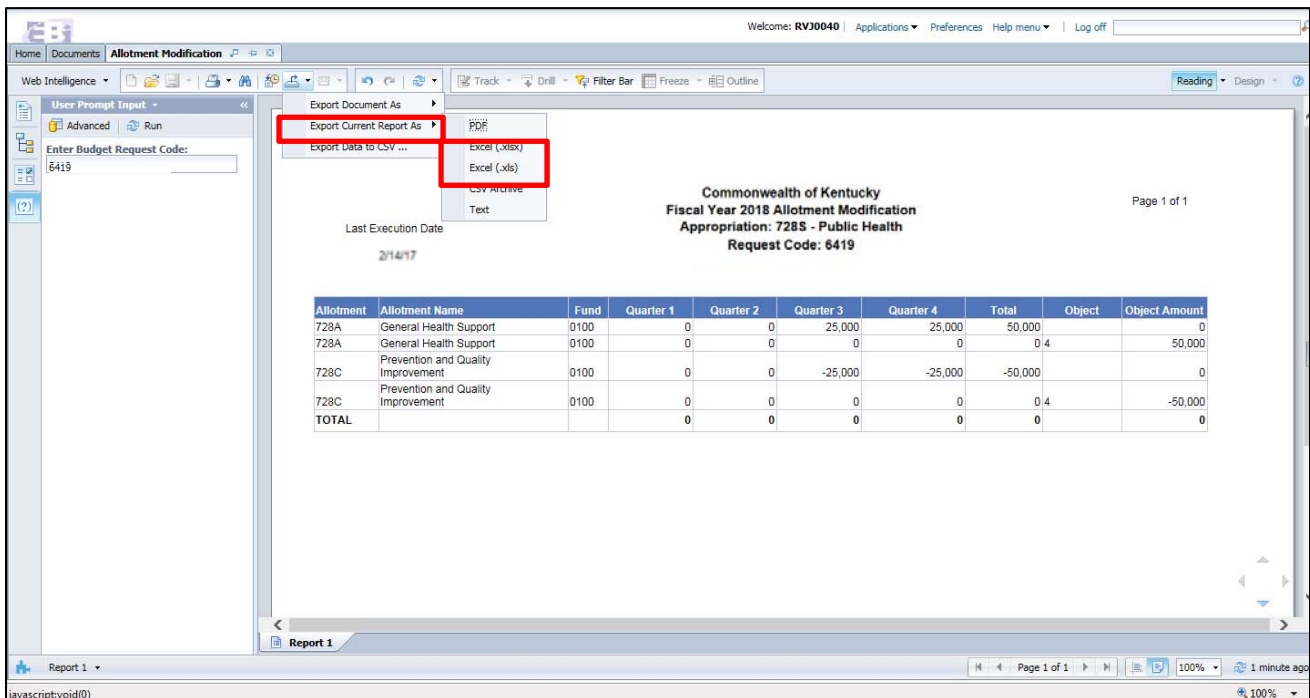 EBi
Welcome: RVJ0040 | Applications Preferences Help menu | Log off
Home Documents Allotment Modification
Web Intelligence Track Drill Filter Bar Freeze Outline Reading Design
User Prompt Input
Advanced Run
Enter Budget Request Code:
6419
Export Document As
Export Current Report As
Export Data to CSV ...
PDF
Excel (.xlsx)
Excel (.xls)
CSV Archive
Text
Last Execution Date
2/14/17
Commonwealth of Kentucky
Fiscal Year 2018 Allotment Modification
Appropriation: 728S - Public Health
Request Code: 6419
Page 1 of 1
Allotment Allotment Name Fund Quarter 1 Quarter 2 Quarter 3 Quarter 4 Total Object Object Amount
728A General Health Support 0100 0 0 25,000 25,000 50,000 0
728A General Health Support 0100 0 0 0 0 0 4 50,000
728C Prevention and Quality Improvement 0100 0 0 -25,000 -25,000 -50,000 0
728C Prevention and Quality Improvement 0100 0 0 0 0 0 4 -50,000
TOTAL 0 0 0 0 0 0
Report 1
Report 1 Page 1 of 1 100% 1 minute ago
javascript:void(0) 100%